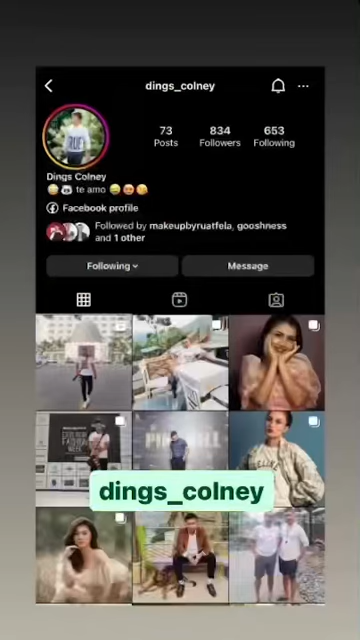 dings_colney
73 834 653
Posts Followers Following
Dings Colney
te amo
Facebook profile
Followed by makeupbyruatfela, gooshness
and 1 other
Following Message
dings_colney